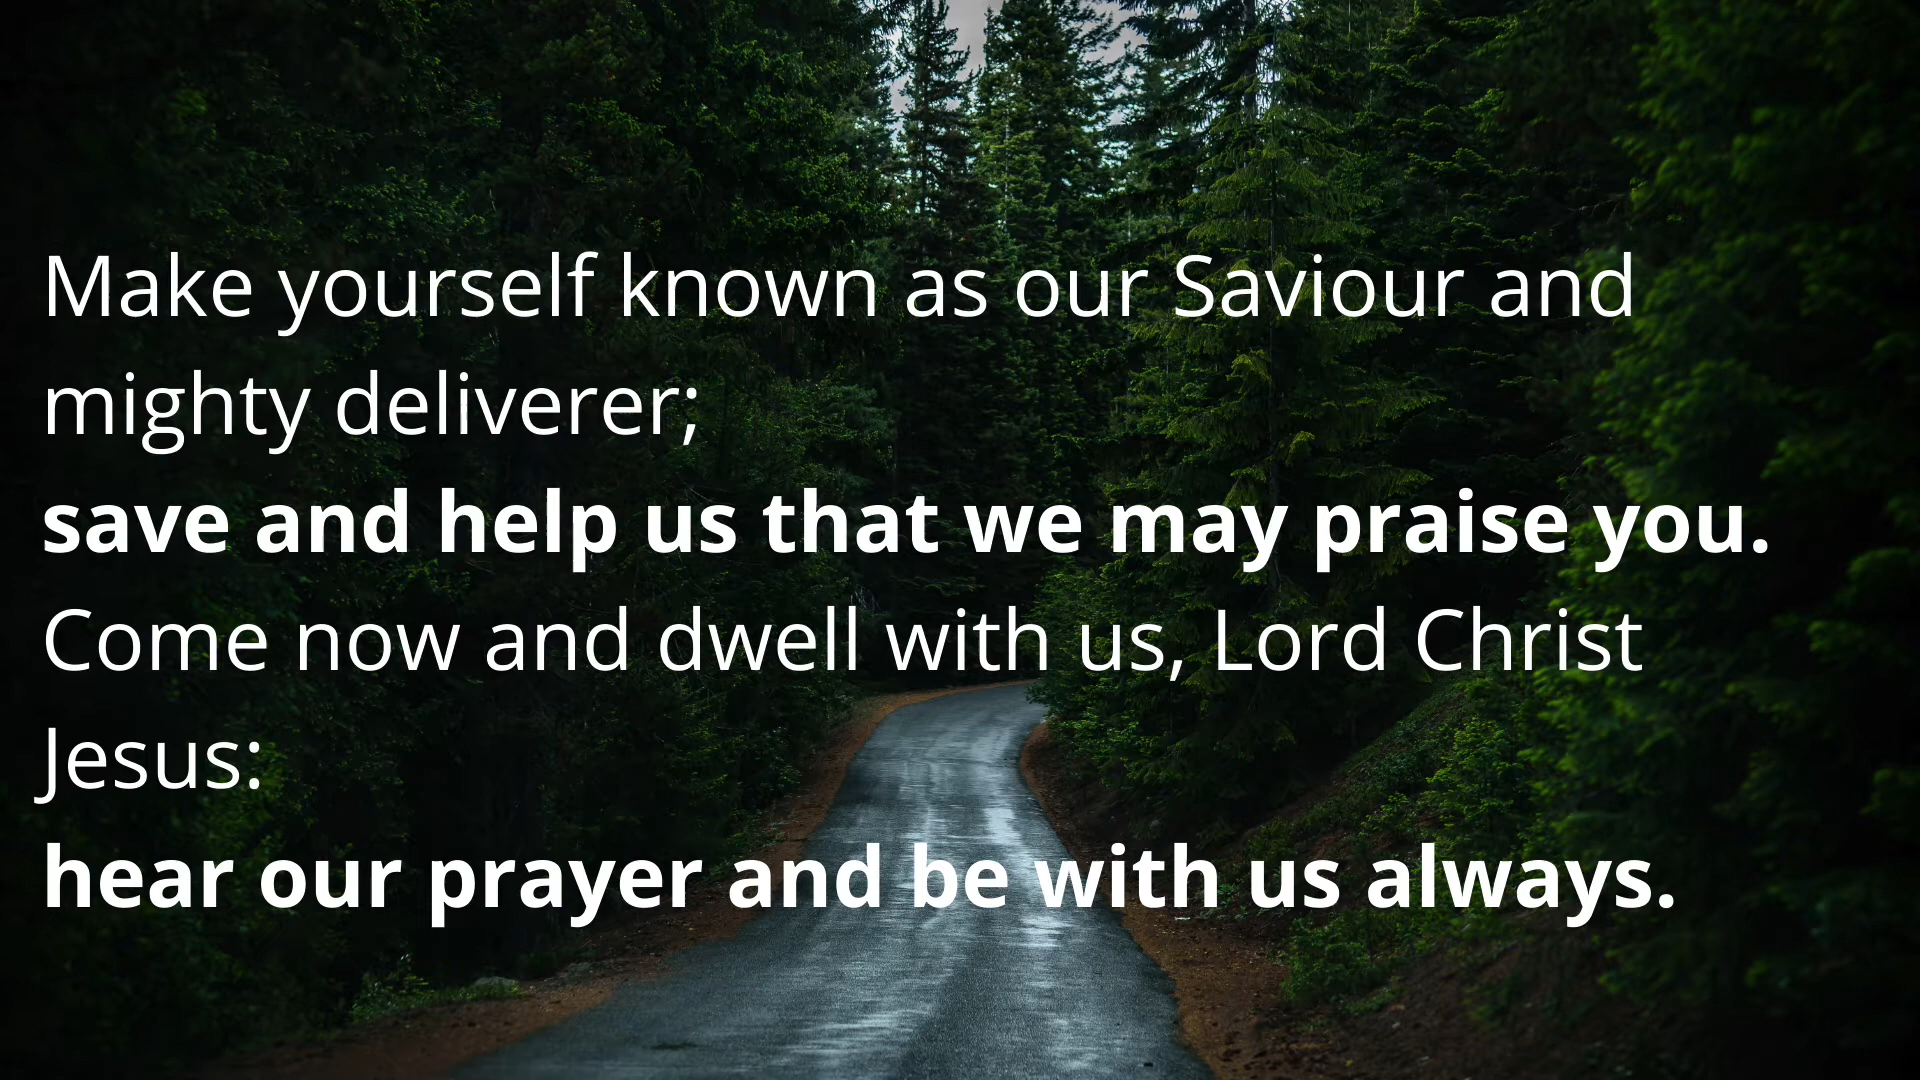 Make yourself known as our Saviour and
mighty deliverer;
save and help us that we may praise you.
Come now and dwell with us, Lord Christ
Jesus:
hear our prayer and be with us always.